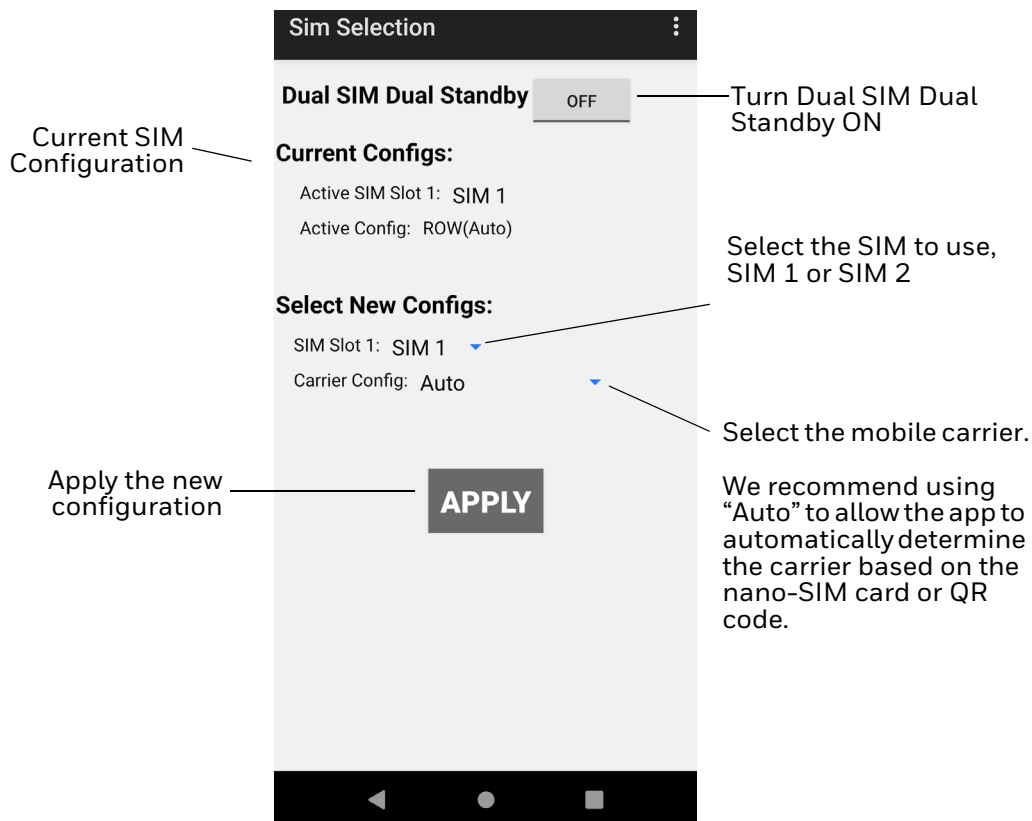 Sim Selection
Dual SIM Dual Standby OFF
Turn Dual SIM Dual
Standby ON
Current SIM
Configuration
Current Configs:
Active SIM Slot 1: SIM 1
Active Config: ROW(Auto)
Select the SIM to use,
SIM 1 or SIM 2
Select New Configs:
SIM Slot 1: SIM 1
Carrier Config: Auto
Select the mobile carrier.
We recommend using
“Auto” to allow the app to
automatically determine
the carrier based on the
nano-SIM card or QR
code.
Apply the new
configuration
APPLY